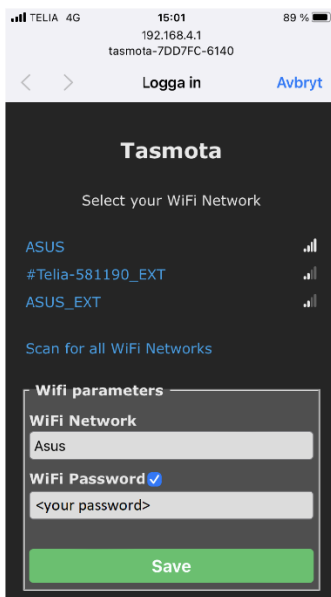 TELIA 4G 15:01 89 %
192.168.4.1
tasmota-7DD7FC-6140
Logga in Avbryt
Tasmota
Select your WiFi Network
ASUS
#Telia-581190_EXT
ASUS_EXT
Scan for all WiFi Networks
Wifi parameters
WiFi Network
Asus
WiFi Password
<your password>
Save